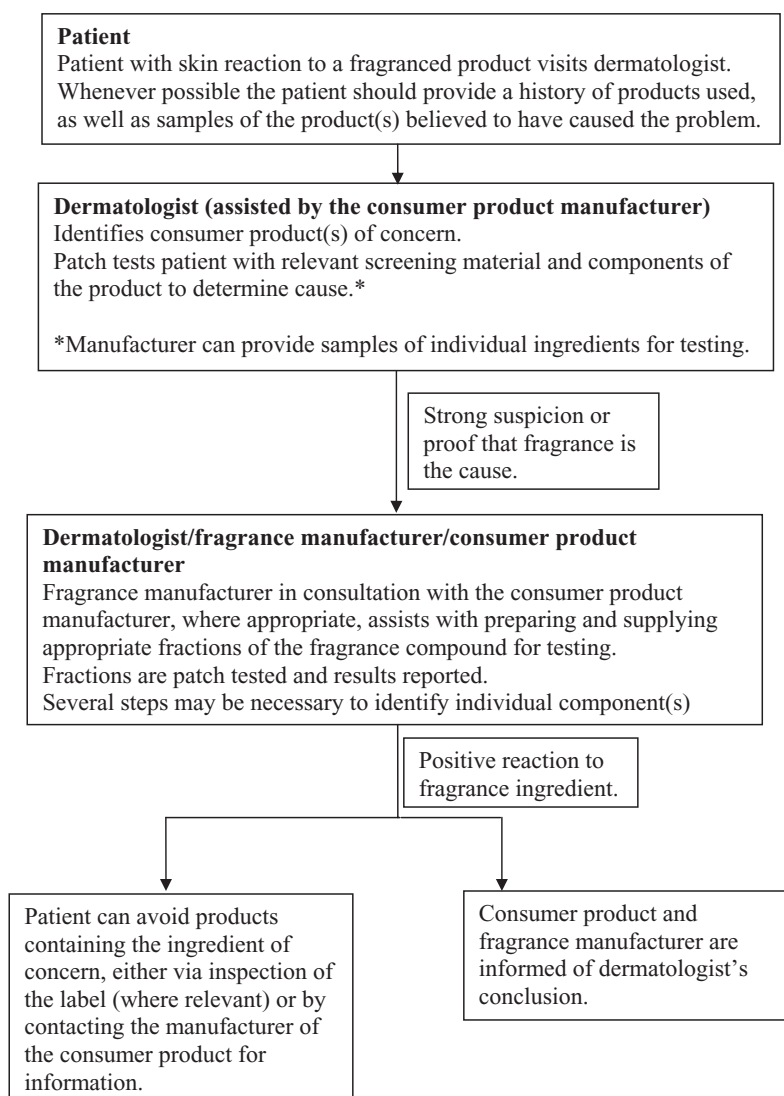 Patient
Patient with skin reaction to a fragranced product visits dermatologist.
Whenever possible the patient should provide a history of products used,
as well as samples of the product(s) believed to have caused the problem.
Dermatologist (assisted by the consumer product manufacturer)
Identifies consumer product(s) of concern.
Patch tests patient with relevant screening material and components of
the product to determine cause.*
*Manufacturer can provide samples of individual ingredients for testing.
Strong suspicion or
proof that fragrance is
the cause.
Dermatologist/fragrance manufacturer/consumer product
manufacturer
Fragrance manufacturer in consultation with the consumer product
manufacturer, where appropriate, assists with preparing and supplying
appropriate fractions of the fragrance compound for testing.
Fractions are patch tested and results reported.
Several steps may be necessary to identify individual component(s)
Positive reaction to
fragrance ingredient.
Patient can avoid products
containing the ingredient of
concern, either via inspection of
the label (where relevant) or by
contacting the manufacturer of
the consumer product for
information.
Consumer product and
fragrance manufacturer are
informed of dermatologist's
conclusion.